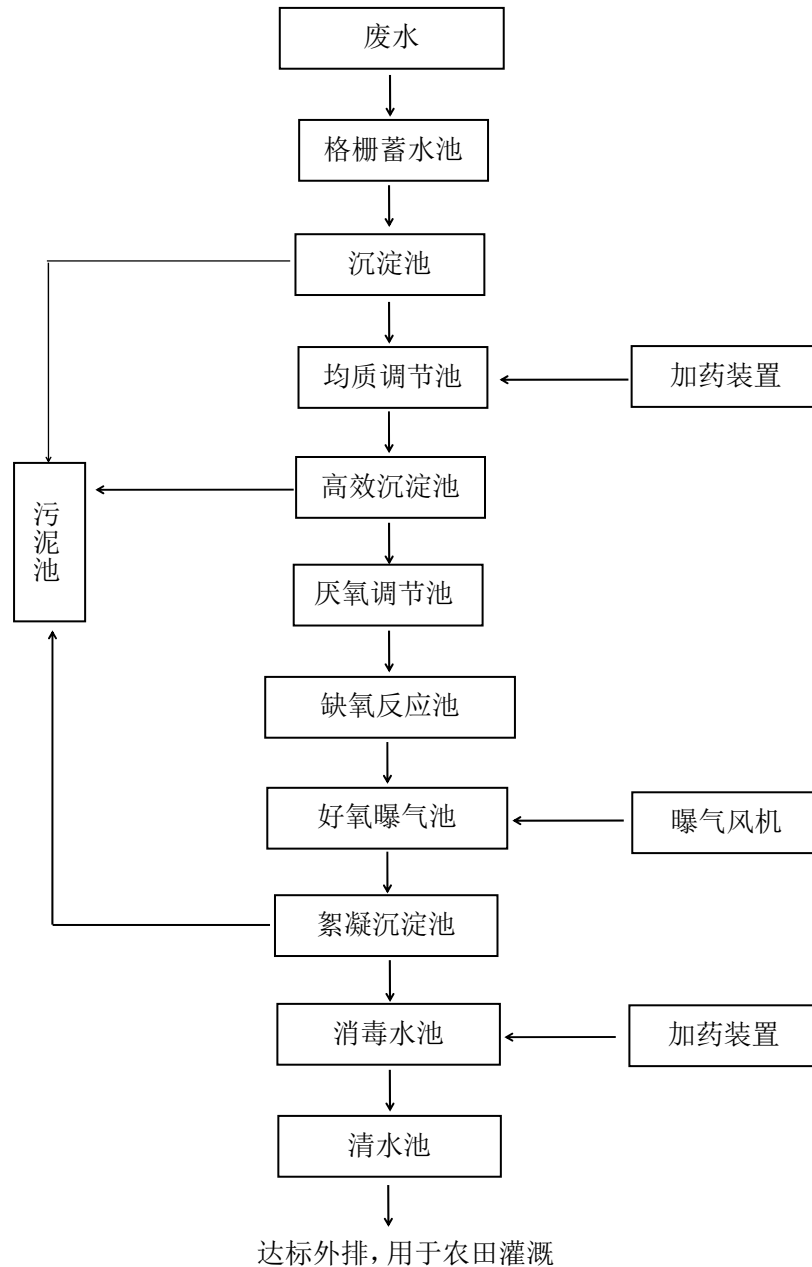 废水
格栅蓄水池
沉淀池
均质调节池
加药装置
高效沉淀池
污泥池
厌氧调节池
缺氧反应池
好氧曝气池
曝气风机
絮凝沉淀池
消毒水池
加药装置
清水池
达标外排，用于农田灌溉